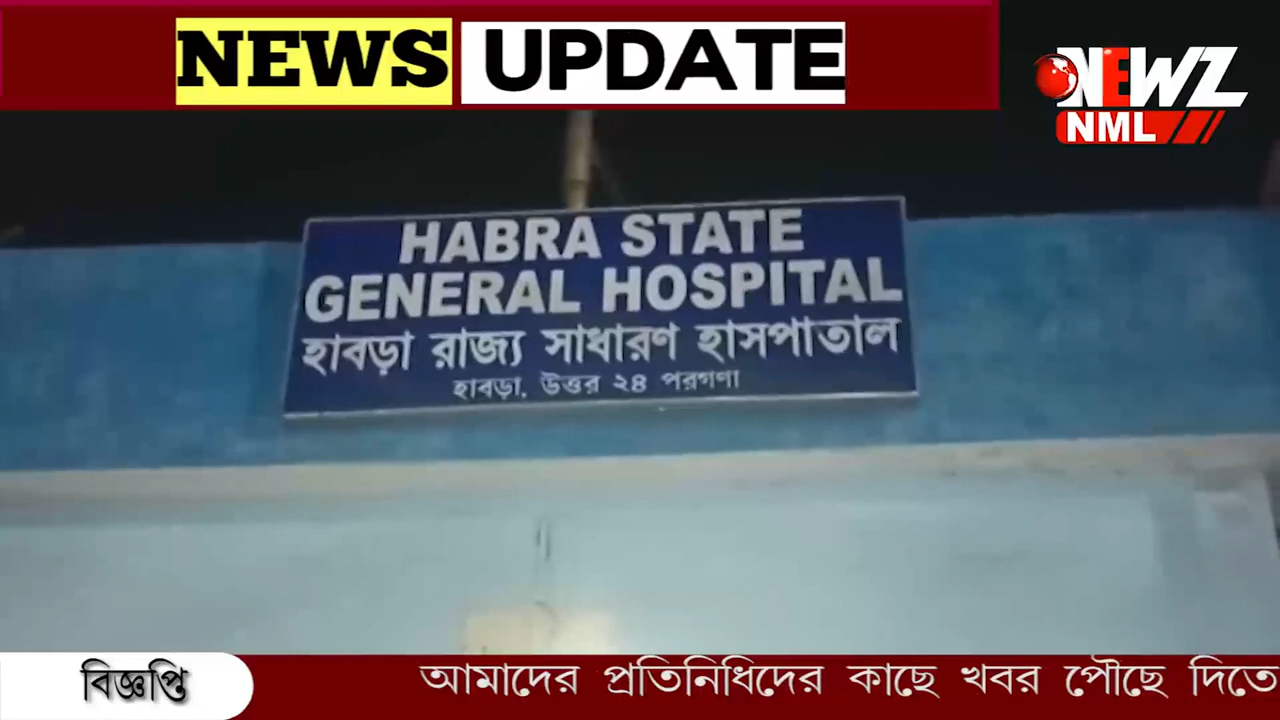 NEWS UPDATE
NEWZ
NML
HABRA STATE
GENERAL HOSPITAL
হাবড়া রাজ্য সাধারণ হাসপাতাল
হাবড়া, উত্তর ২৪ পরগণা
বিজ্ঞপ্তি
আমাদের প্রতিনিধিদের কাছে খবর পৌছে দিতে